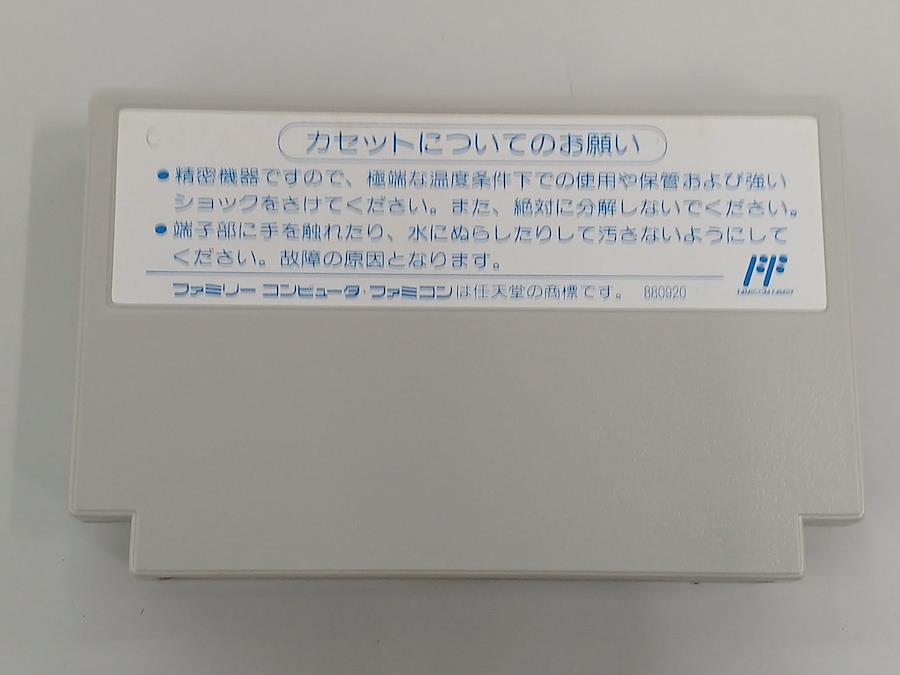 カセットについてのお願い
●精密機器ですので、極端な温度条件下での使用や保管および強い
ショックをさけてください。また、絶対に分解しないでください。
●端子部に手を触れたり、水にぬらしたりして汚さないようにして
ください。故障の原因となります。
FF
ファミリーコンピュータ・ファミコンは任天堂の商標です。 880920